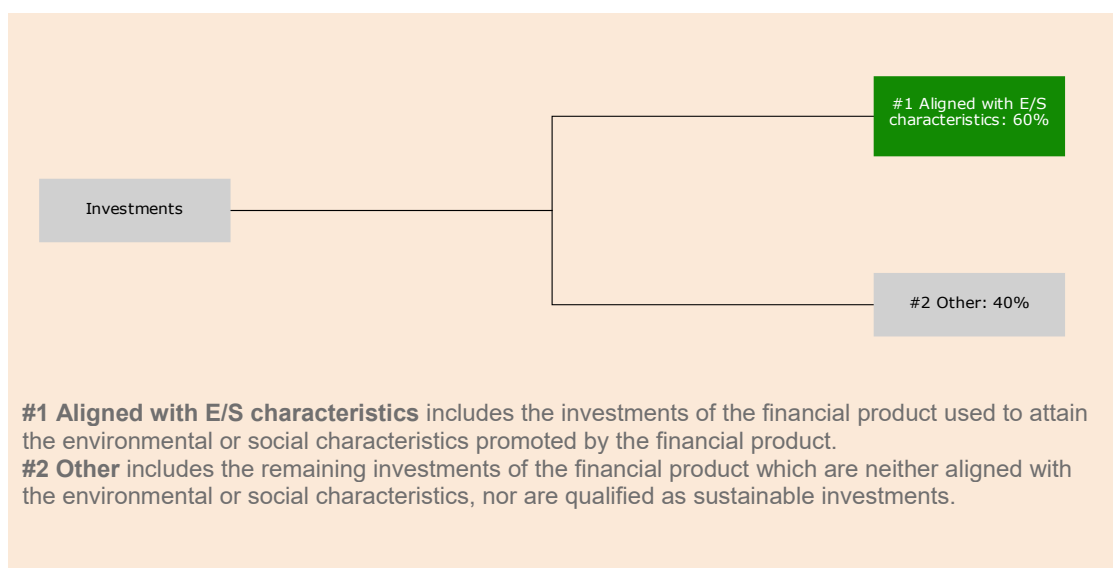 #1 Aligned with E/S
characteristics: 60%
Investments
#2 Other: 40%
#1 Aligned with E/S characteristics includes the investments of the financial product used to attain
the environmental or social characteristics promoted by the financial product.
#2 Other includes the remaining investments of the financial product which are neither aligned with
the environmental or social characteristics, nor are qualified as sustainable investments.